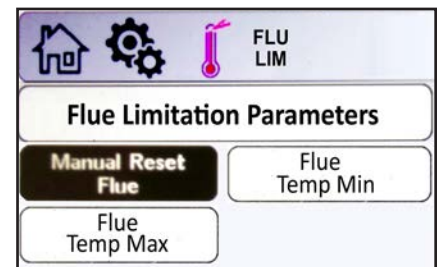 FLU
LIM
Flue Limitation Parameters
Manual Reset
Flue
Flue
Temp Min
Flue
Temp Max